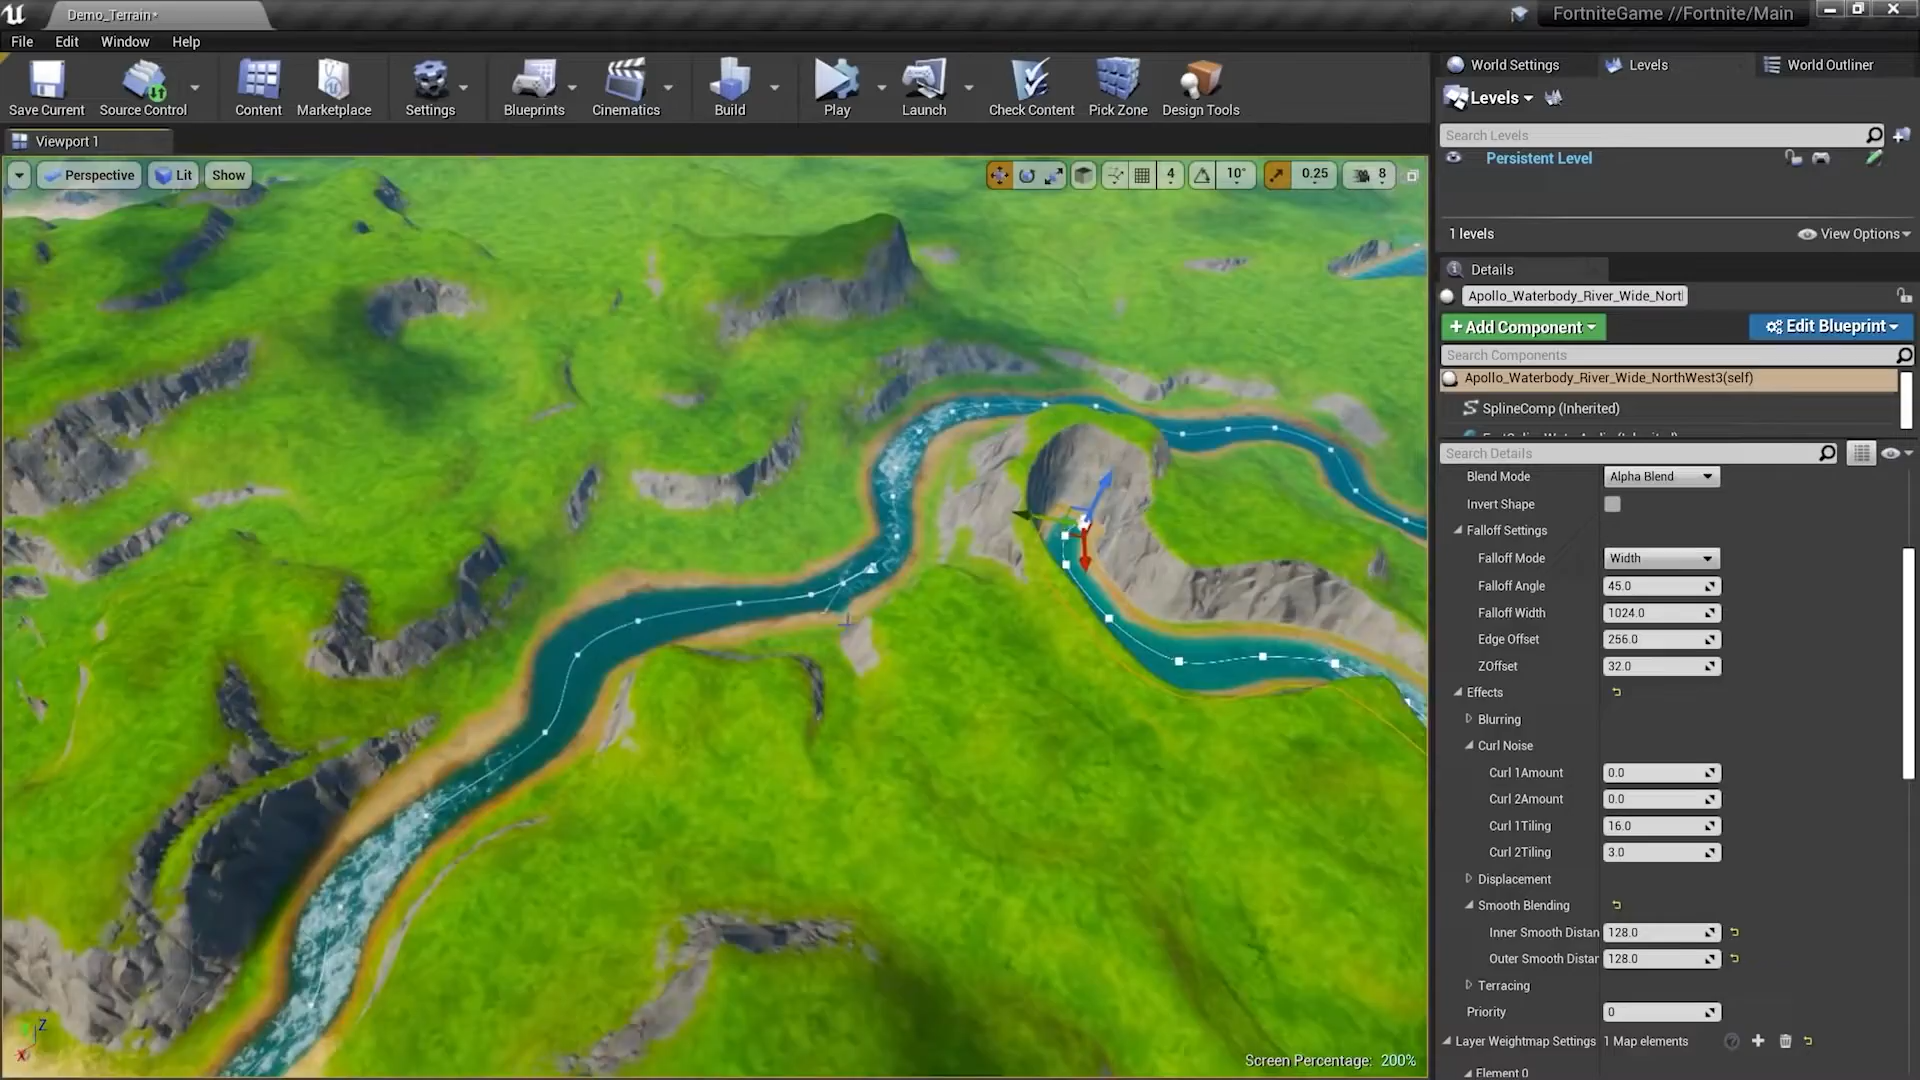 Demo_Terrain*
FortniteGame //Fortnite/Main
File Edit Window Help
Save Current Source Control Content Marketplace Settings Blueprints Cinematics Build Play Launch Check Content Pick Zone Design Tools
World Settings Levels World Outliner
Levels
Search Levels
Persistent Level
1 levels View Options
Viewport 1
Perspective Lit Show 4 10° 0.25 8
Details
Apollo_Waterbody_River_Wide_Nort
+ Add Component Edit Blueprint
Search Components
Apollo_Waterbody_River_Wide_NorthWest3(self)
SplineComp (Inherited)
Search Details
Blend Mode Alpha Blend
Invert Shape
Falloff Settings
Falloff Mode Width
Falloff Angle 45.0
Falloff Width 1024.0
Edge Offset 256.0
ZOffset 32.0
Effects
Blurring
Curl Noise
Curl 1Amount 0.0
Curl 2Amount 0.0
Curl 1Tiling 16.0
Curl 2Tiling 3.0
Displacement
Smooth Blending
Inner Smooth Distan 128.0
Outer Smooth Distar 128.0
Terracing
Priority 0
Layer Weightmap Settings 1 Map elements
Element 0
Z
X
Screen Percentage: 200%